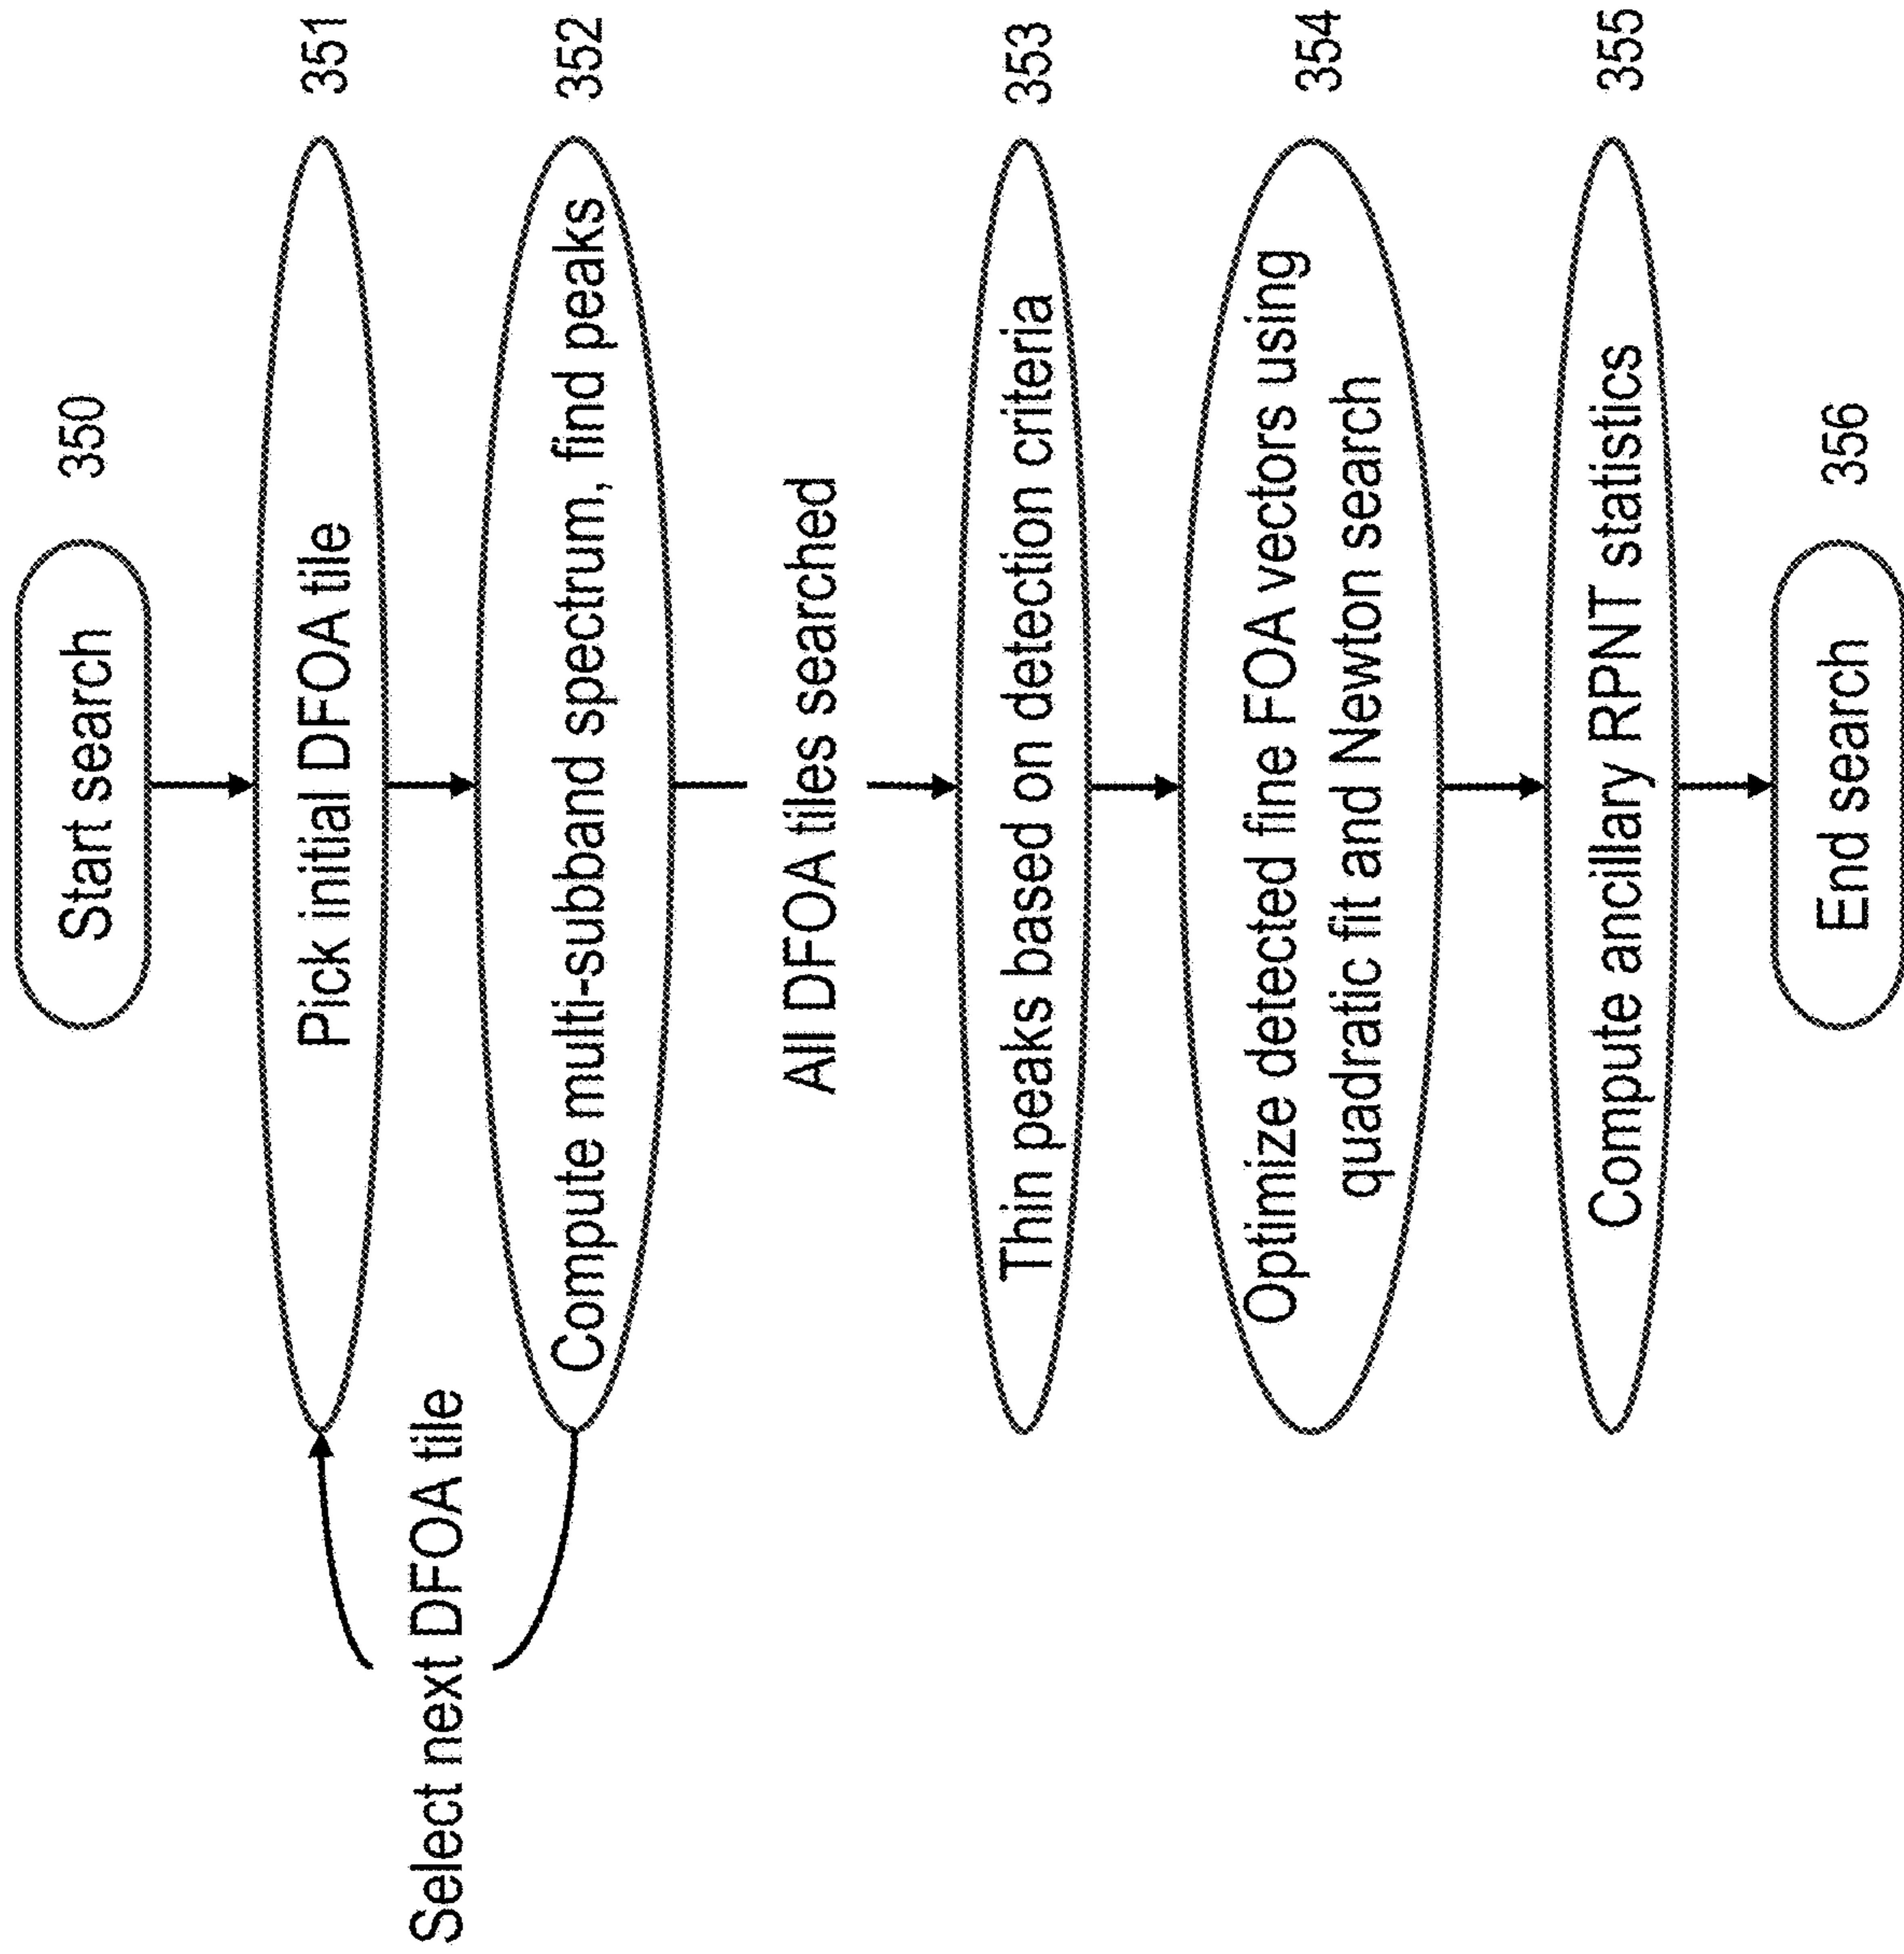 Start search 350
Pick initial DFOA tile 351
Select next DFOA tile
Compute multi-subband spectrum, find peaks 352
All DFOA tiles searched
Thin peaks based on detection criteria 353
Optimize detected fine FOA vectors using
quadratic fit and Newton search 354
Compute ancillary RPNT statistics 355
End search 356